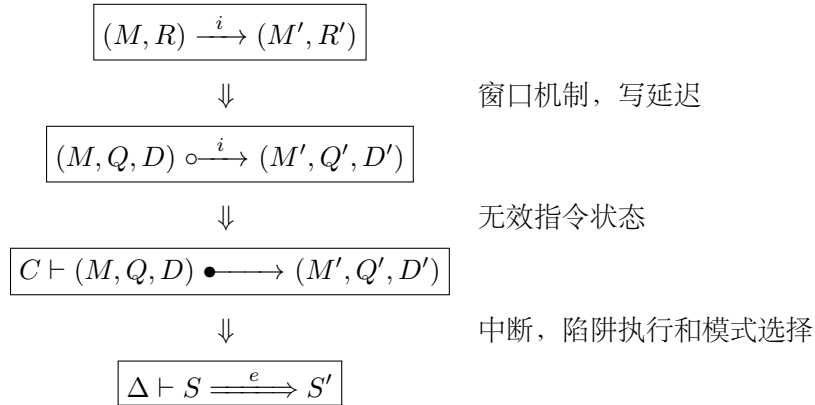 (M, R) —i→ (M′, R′)
⇓ 窗口机制，写延迟
(M, Q, D) ○—i→ (M′, Q′, D′)
⇓ 无效指令状态
C ⊢ (M, Q, D) ●——→ (M′, Q′, D′)
⇓ 中断，陷阱执行和模式选择
Δ ⊢ S ═e⇒ S′